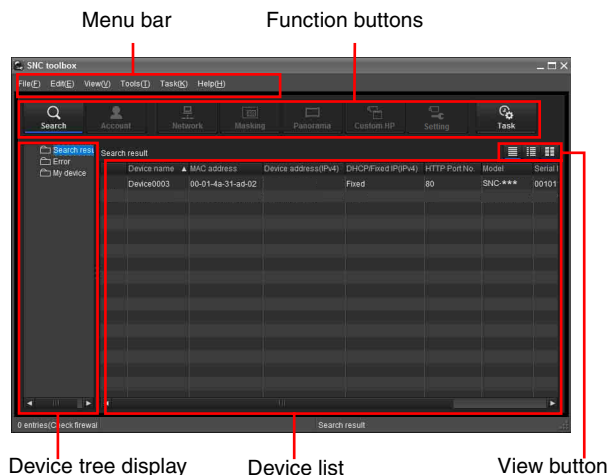 Menu bar Function buttons
SNC toolbox
File(F) Edit(E) View(V) Tools(T) Task(K) Help(H)
Search Account Network Masking Panorama Custom HP Setting Task
Search resu
Error
My device
Search result
Device name ▲ MAC address Device address(IPv4) DHCP/Fixed IP(IPv4) HTTP Port No. Model Serial
Device0003 00-01-4a-31-ad-02 Fixed 80 SNC-*** 00101
0 entries(Check firewal Search result
Device tree display Device list View button